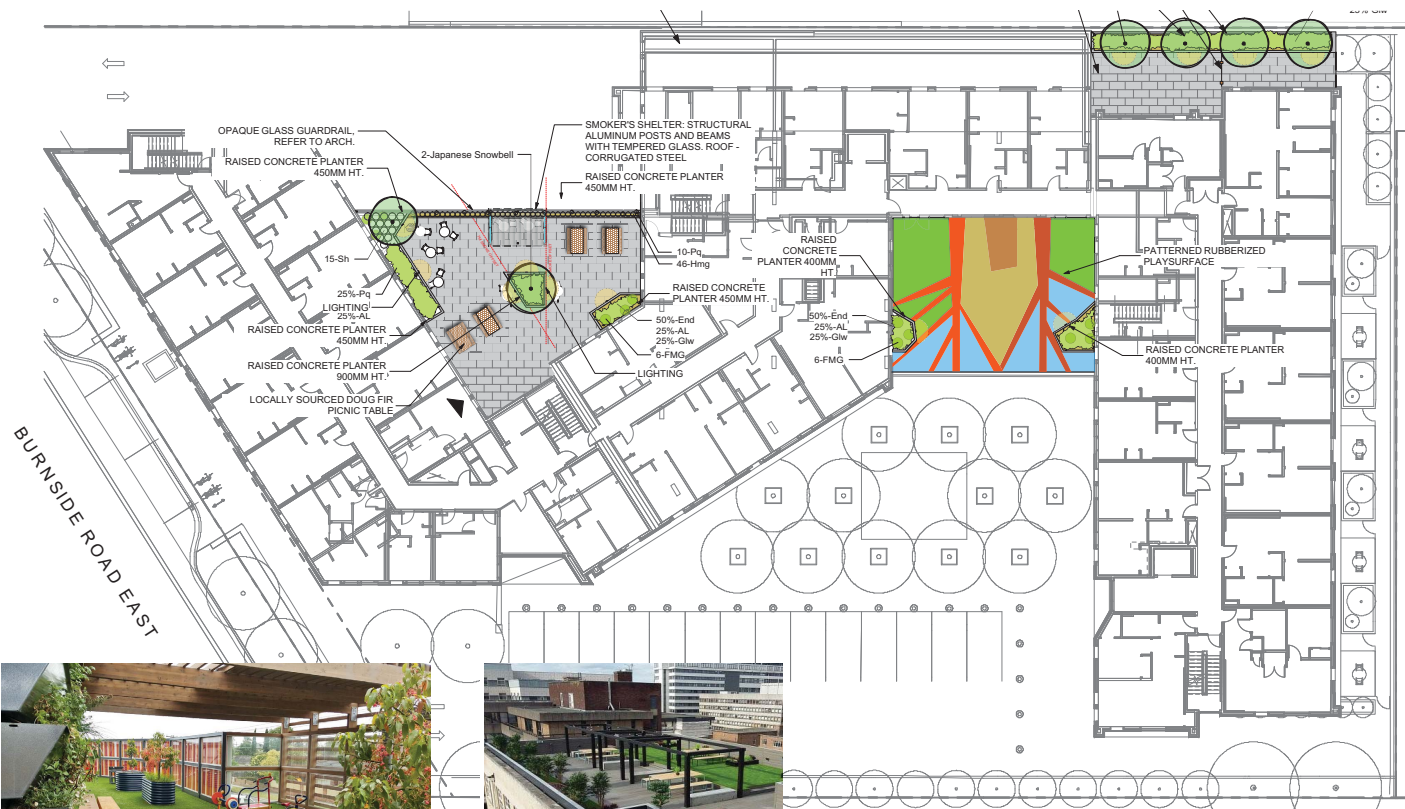 OPAQUE GLASS GUARDRAIL,
REFER TO ARCH.
RAISED CONCRETE PLANTER
450MM HT.
2-Japanese Snowbell
SMOKER'S SHELTER: STRUCTURAL
ALUMINUM POSTS AND BEAMS
WITH TEMPERED GLASS. ROOF -
CORRUGATED STEEL
RAISED CONCRETE PLANTER
450MM HT.
15-Sh
25%-Pq
LIGHTING
25%-AL
RAISED CONCRETE PLANTER
450MM HT.
RAISED CONCRETE PLANTER
900MM HT.
LOCALLY SOURCED DOUG FIR
PICNIC TABLE
10-Pq
46-Hmg
RAISED CONCRETE
PLANTER 450MM HT.
50%-End
25%-AL
25%-Glw
6-FMG
LIGHTING
RAISED
CONCRETE
PLANTER 400MM
HT.
50%-End
25%-AL
25%-Glw
6-FMG
PATTERNED RUBBERIZED
PLAYSURFACE
RAISED CONCRETE PLANTER
400MM HT.
BURNSIDE ROAD EAST